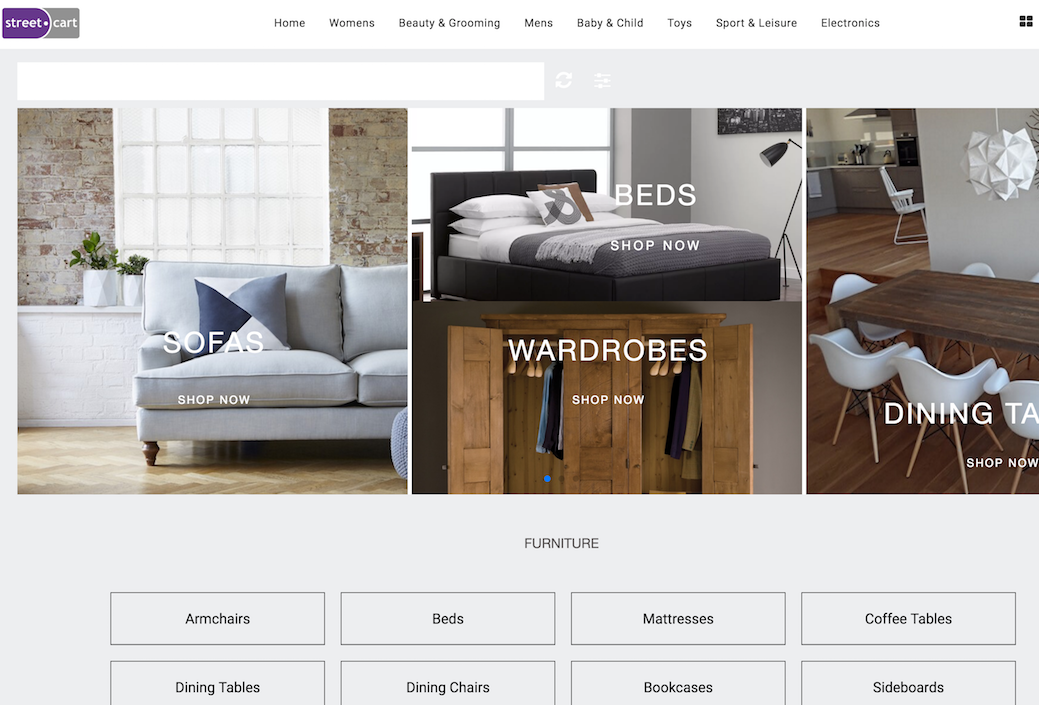 street.cart
Home Womens Beauty & Grooming Mens Baby & Child Toys Sport & Leisure Electronics
BEDS
SHOP NOW
SOFAS
SHOP NOW
WARDROBES
SHOP NOW
DINING TA
SHOP NOW
FURNITURE
Armchairs Beds Mattresses Coffee Tables
Dining Tables Dining Chairs Bookcases Sideboards